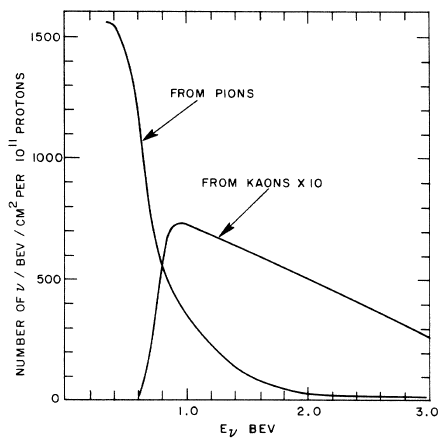 NUMBER OF ν / BEV / CM² PER 10¹¹ PROTONS
1500
1000
500
0
FROM PIONS
FROM KAONS X 10
1.0
2.0
3.0
Eν BEV